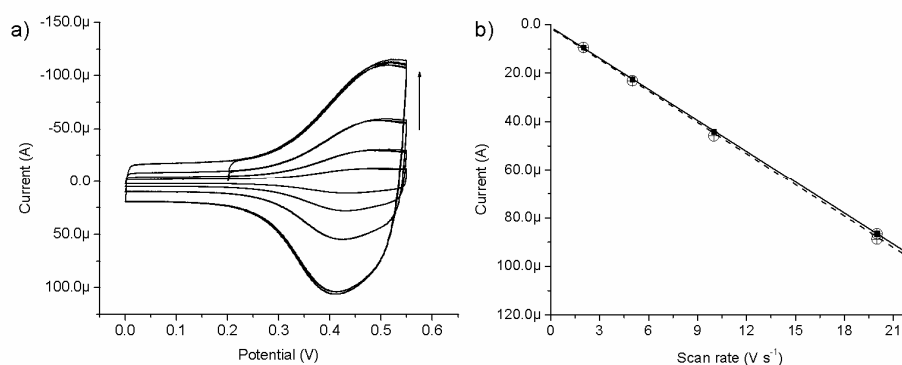 a)
-150.0µ
-100.0µ
-50.0µ
0.0
50.0µ
100.0µ
Current (A)
0.0 0.1 0.2 0.3 0.4 0.5 0.6
Potential (V)
b)
0.0
20.0µ
40.0µ
60.0µ
80.0µ
100.0µ
120.0µ
Current (A)
0 3 6 9 12 15 18 21
Scan rate (V s⁻¹)